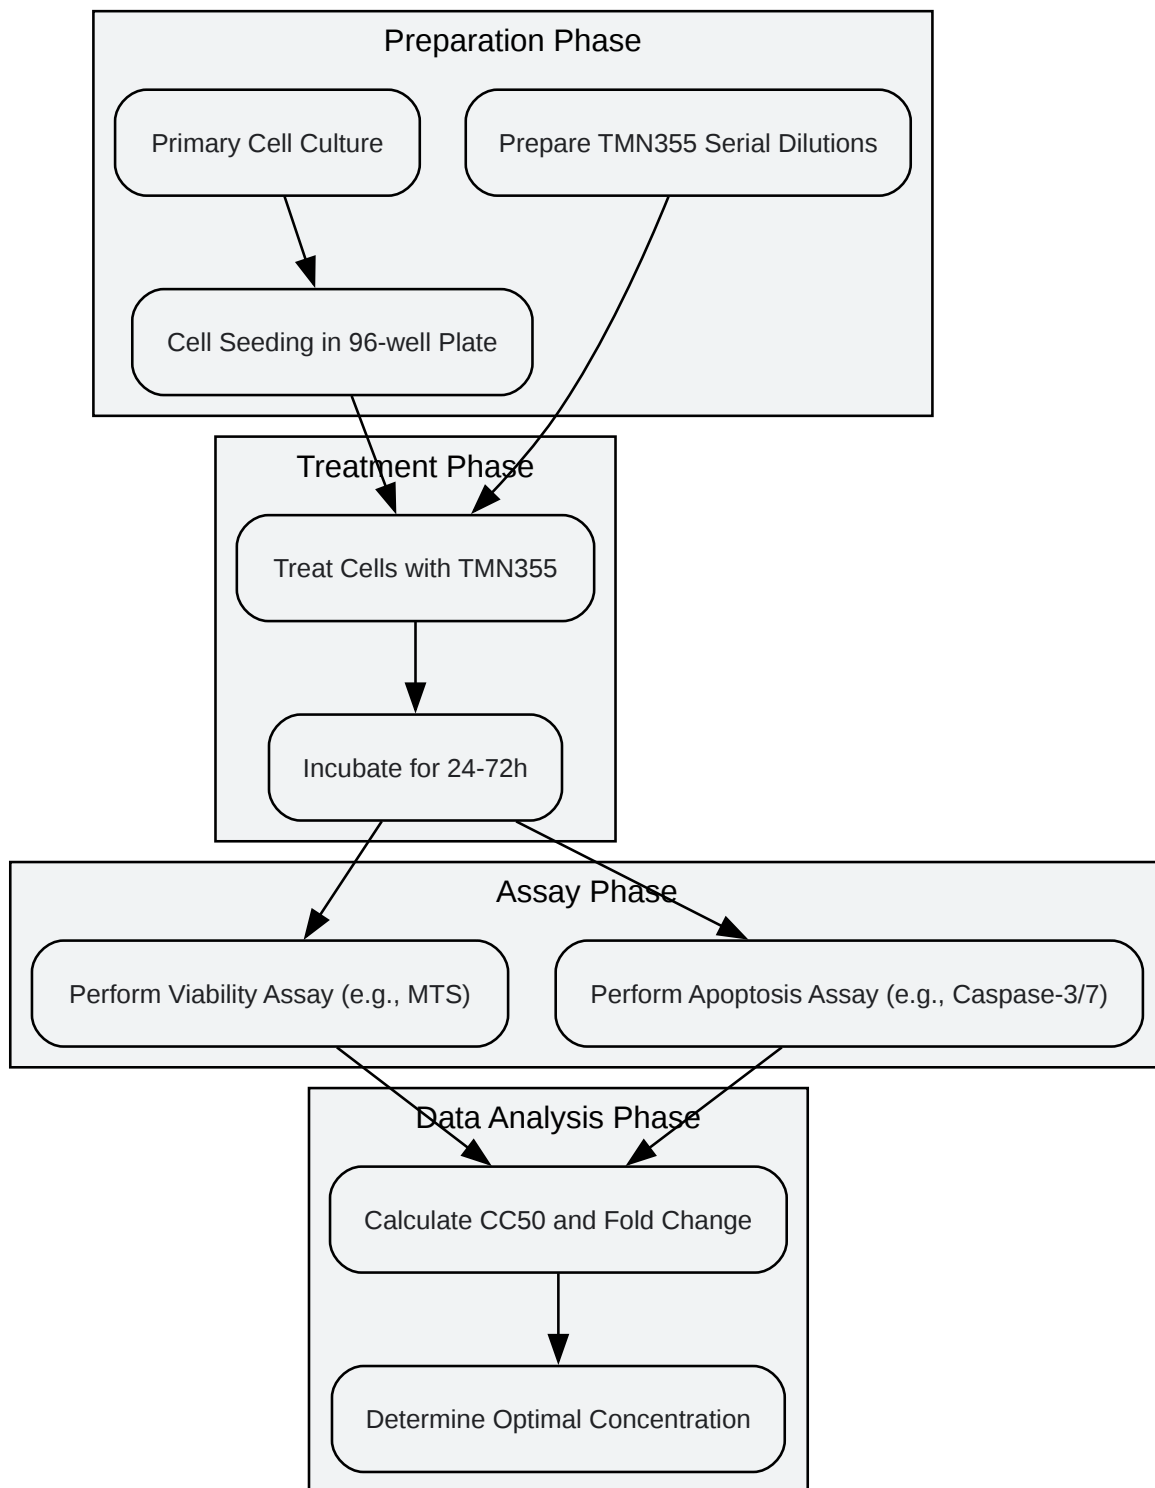 Preparation Phase
Primary Cell Culture
Prepare TMN355 Serial Dilutions
Cell Seeding in 96-well Plate
Treatment Phase
Treat Cells with TMN355
Incubate for 24-72h
Assay Phase
Perform Viability Assay (e.g., MTS)
Perform Apoptosis Assay (e.g., Caspase-3/7)
Data Analysis Phase
Calculate CC50 and Fold Change
Determine Optimal Concentration